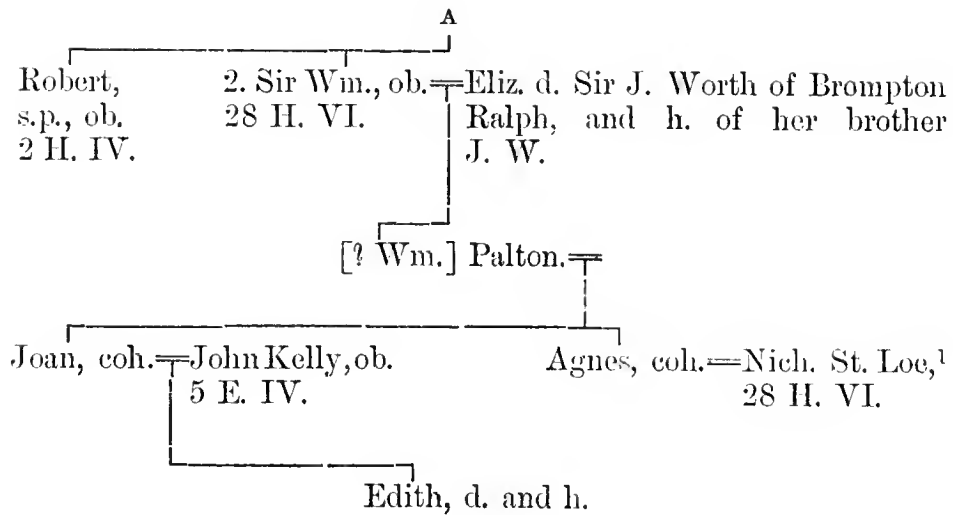 A
Robert, 2. Sir Wm., ob. Eliz. d. Sir J. Worth of Brompton
s.p., ob. 28 H. VI. Ralph, and h. of her brother
2 H. IV. J. W.
[? Wm.] Palton.
Joan, coh. John Kelly, ob. Agnes, coh. Nich. St. Loe,¹
5 E. IV. 28 H. VI.
Edith, d. and h.